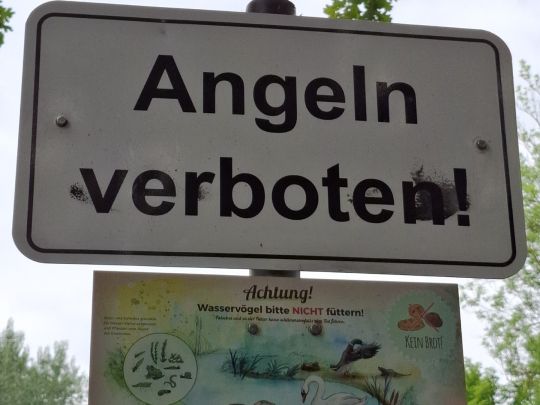 Angeln
verboten!
Achtung!
Wasservögel bitte NICHT füttern!
KEIN BROT!